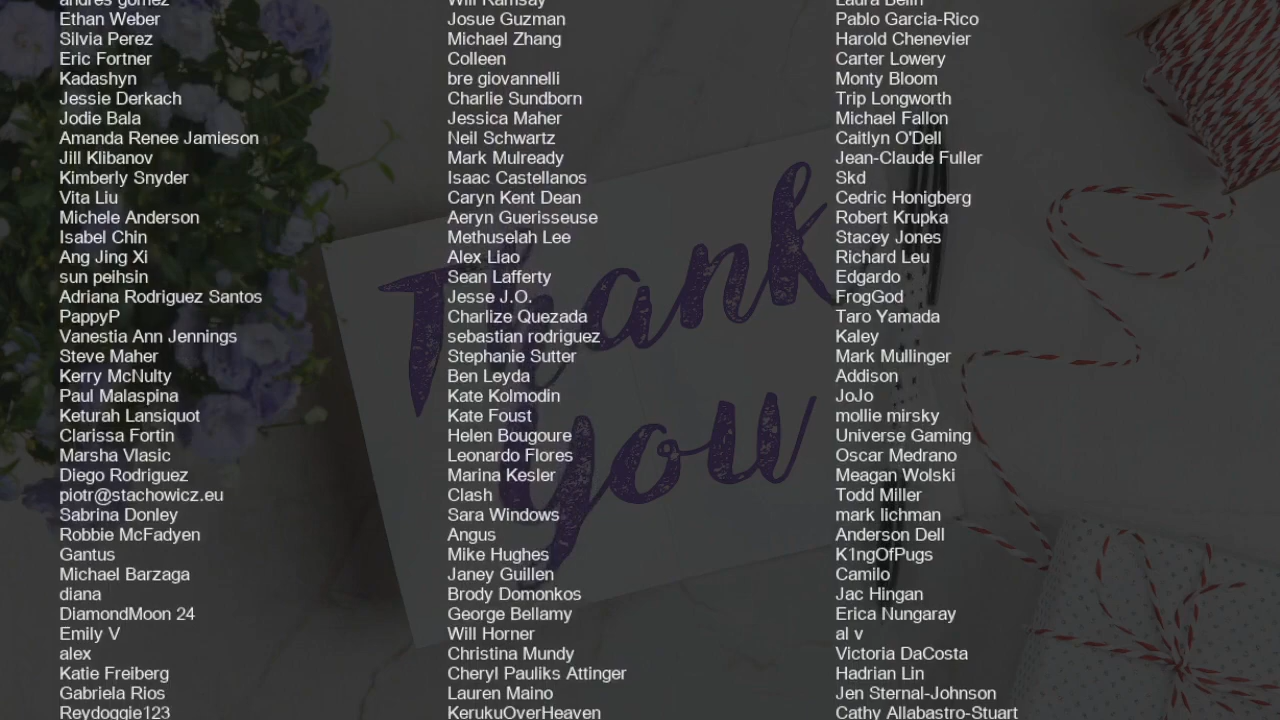 andres gomez
Ethan Weber
Silvia Perez
Eric Fortner
Kadashyn
Jessie Derkach
Jodie Bala
Amanda Renee Jamieson
Jill Klibanov
Kimberly Snyder
Vita Liu
Michele Anderson
Isabel Chin
Ang Jing Xi
sun peihsin
Adriana Rodriguez Santos
PappyP
Vanestia Ann Jennings
Steve Maher
Kerry McNulty
Paul Malaspina
Keturah Lansiquot
Clarissa Fortin
Marsha Vlasic
Diego Rodriguez
piotr@stachowicz.eu
Sabrina Donley
Robbie McFadyen
Gantus
Michael Barzaga
diana
DiamondMoon 24
Emily V
alex
Katie Freiberg
Gabriela Rios
Reydoggie123
Will Ramsay
Josue Guzman
Michael Zhang
Colleen
bre giovannelli
Charlie Sundborn
Jessica Maher
Neil Schwartz
Mark Mulready
Isaac Castellanos
Caryn Kent Dean
Aeryn Guerisseuse
Methuselah Lee
Alex Liao
Sean Lafferty
Jesse J.O.
Charlize Quezada
sebastian rodriguez
Stephanie Sutter
Ben Leyda
Kate Kolmodin
Kate Foust
Helen Bougoure
Leonardo Flores
Marina Kesler
Clash
Sara Windows
Angus
Mike Hughes
Janey Guillen
Brody Domonkos
George Bellamy
Will Horner
Christina Mundy
Cheryl Pauliks Attinger
Lauren Maino
KerukuOverHeaven
Laura Belin
Pablo Garcia-Rico
Harold Chenevier
Carter Lowery
Monty Bloom
Trip Longworth
Michael Fallon
Caitlyn O'Dell
Jean-Claude Fuller
Skd
Cedric Honigberg
Robert Krupka
Stacey Jones
Richard Leu
Edgardo
FrogGod
Taro Yamada
Kaley
Mark Mullinger
Addison
JoJo
mollie mirsky
Universe Gaming
Oscar Medrano
Meagan Wolski
Todd Miller
mark lichman
Anderson Dell
K1ngOfPugs
Camilo
Jac Hingan
Erica Nungaray
al v
Victoria DaCosta
Hadrian Lin
Jen Sternal-Johnson
Cathy Allabastro-Stuart
Thank
you